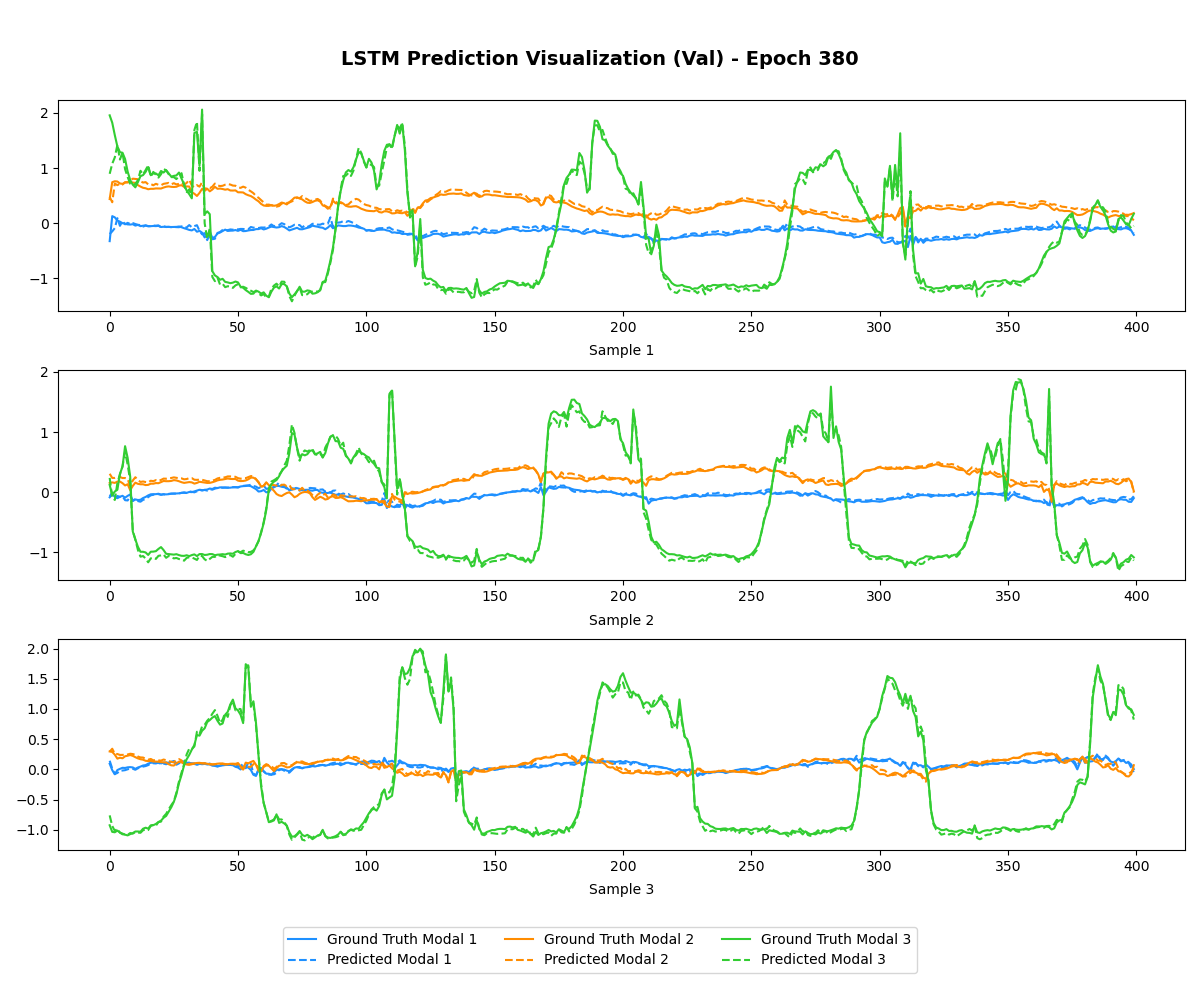 LSTM Prediction Visualization (Val) - Epoch 380
2
1
0
−1
0 50 100 150 200 250 300 350 400
Sample 1
2
1
0
−1
0 50 100 150 200 250 300 350 400
Sample 2
2.0
1.5
1.0
0.5
0.0
−0.5
−1.0
0 50 100 150 200 250 300 350 400
Sample 3
Ground Truth Modal 1 Ground Truth Modal 2 Ground Truth Modal 3
Predicted Modal 1 Predicted Modal 2 Predicted Modal 3